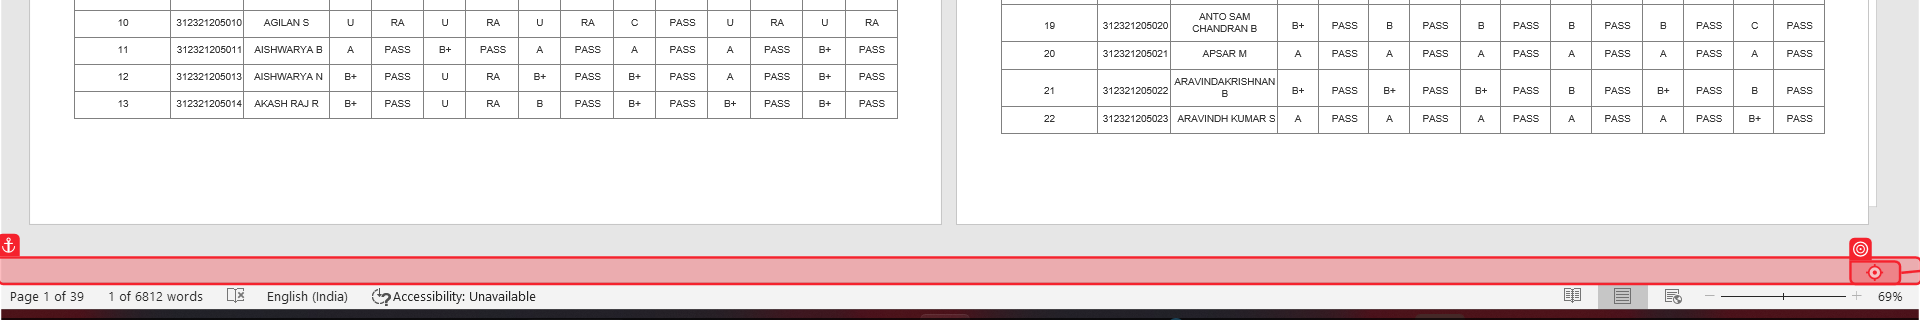 10 312321205010 AGILAN S U RA U RA U RA C PASS U RA U RA
11 312321205011 AISHWARYA B A PASS B+ PASS A PASS A PASS A PASS B+ PASS
12 312321205013 AISHWARYA N B+ PASS U RA B+ PASS B+ PASS A PASS B+ PASS
13 312321205014 AKASH RAJ R B+ PASS U RA B PASS B+ PASS B+ PASS B+ PASS
19 312321205020 ANTO SAM CHANDRAN B B+ PASS B PASS B PASS B PASS B PASS C PASS
20 312321205021 APSAR M A PASS A PASS A PASS A PASS A PASS A PASS
21 312321205022 ARAVINDAKRISHNAN B B+ PASS B+ PASS B+ PASS B PASS B+ PASS B PASS
22 312321205023 ARAVINDH KUMAR S A PASS A PASS A PASS A PASS A PASS B+ PASS
Page 1 of 39 1 of 6812 words English (India) Accessibility: Unavailable 69%